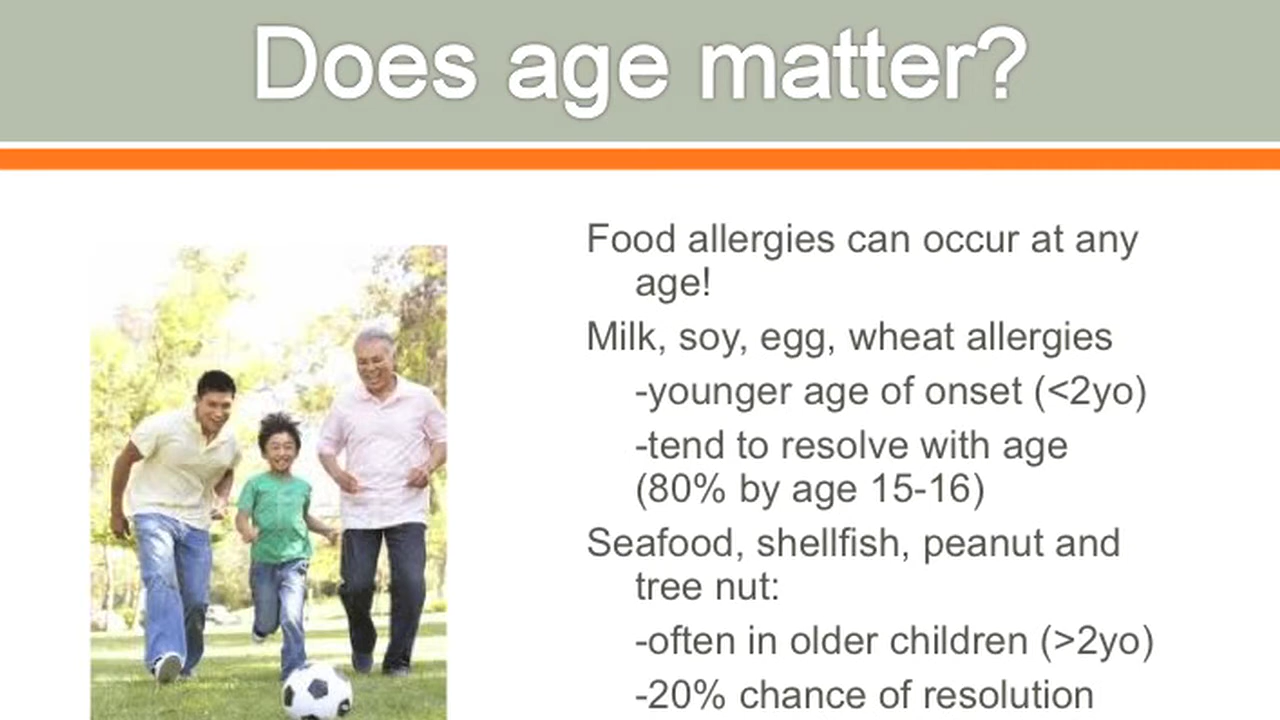 Does age matter?
Food allergies can occur at any
age!
Milk, soy, egg, wheat allergies
-younger age of onset (<2yo)
-tend to resolve with age
(80% by age 15-16)
Seafood, shellfish, peanut and
tree nut:
-often in older children (>2yo)
-20% chance of resolution